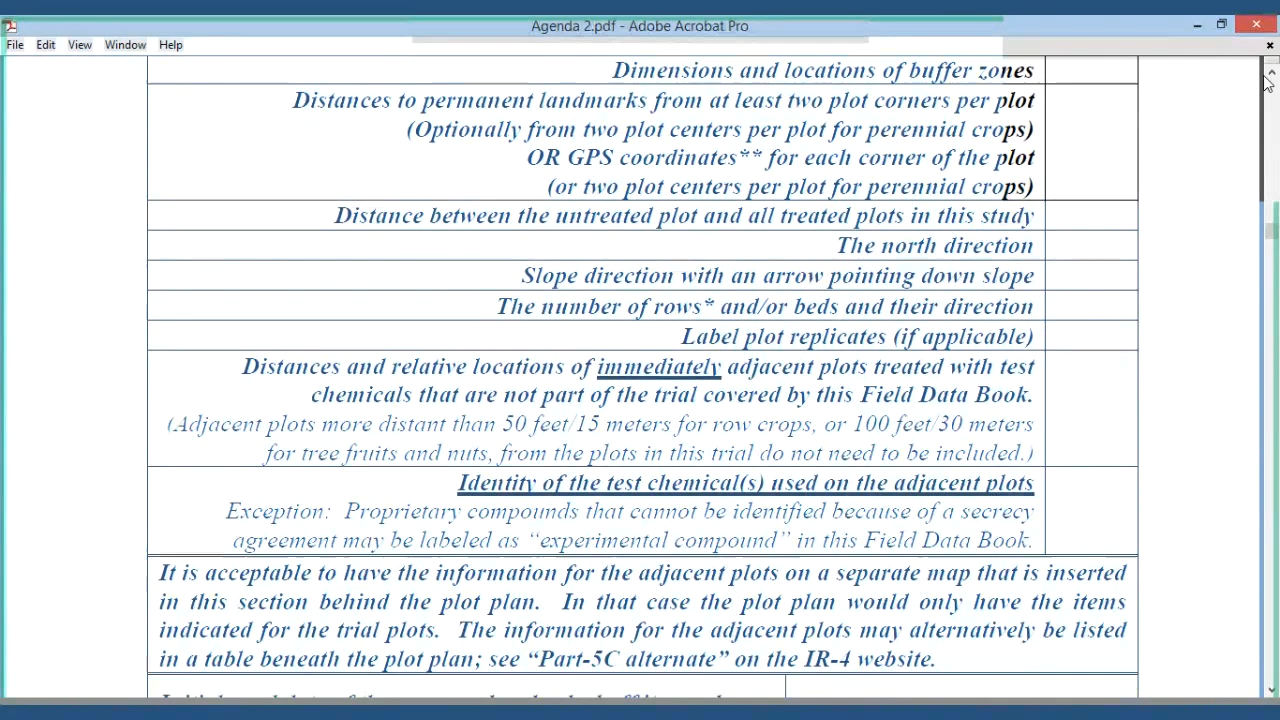 Agenda 2.pdf - Adobe Acrobat Pro
File Edit View Window Help
Dimensions and locations of buffer zones
Distances to permanent landmarks from at least two plot corners per plot
(Optionally from two plot centers per plot for perennial crops)
OR GPS coordinates** for each corner of the plot
(or two plot centers per plot for perennial crops)
Distance between the untreated plot and all treated plots in this study
The north direction
Slope direction with an arrow pointing down slope
The number of rows* and/or beds and their direction
Label plot replicates (if applicable)
Distances and relative locations of immediately adjacent plots treated with test
chemicals that are not part of the trial covered by this Field Data Book.
(Adjacent plots more distant than 50 feet/15 meters for row crops, or 100 feet/30 meters
for tree fruits and nuts, from the plots in this trial do not need to be included.)
Identity of the test chemical(s) used on the adjacent plots
Exception: Proprietary compounds that cannot be identified because of a secrecy
agreement may be labeled as “experimental compound” in this Field Data Book.
It is acceptable to have the information for the adjacent plots on a separate map that is inserted
in this section behind the plot plan. In that case the plot plan would only have the items
indicated for the trial plots. The information for the adjacent plots may alternatively be listed
in a table beneath the plot plan; see “Part-5C alternate” on the IR-4 website.